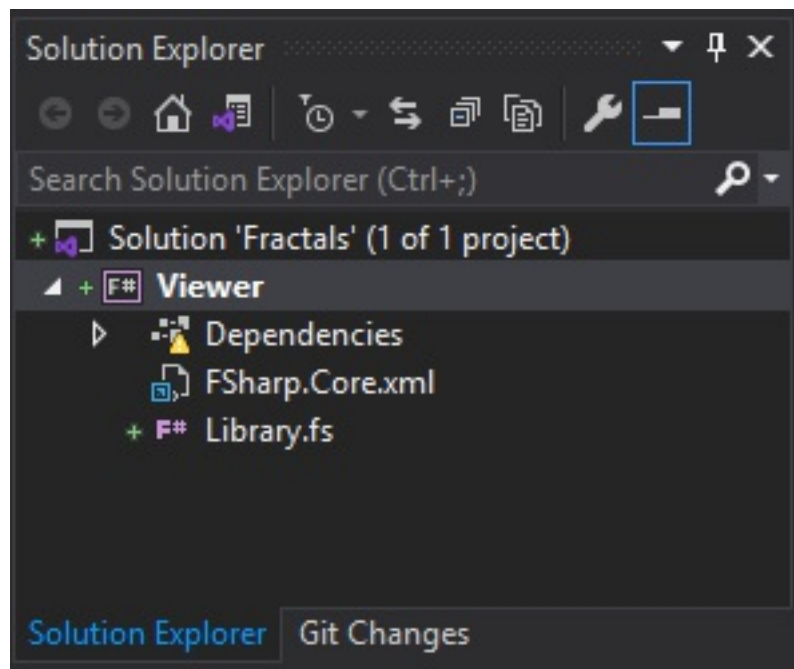 Solution Explorer
Search Solution Explorer (Ctrl+;)
Solution 'Fractals' (1 of 1 project)
F# Viewer
Dependencies
FSharp.Core.xml
F# Library.fs
Solution Explorer Git Changes